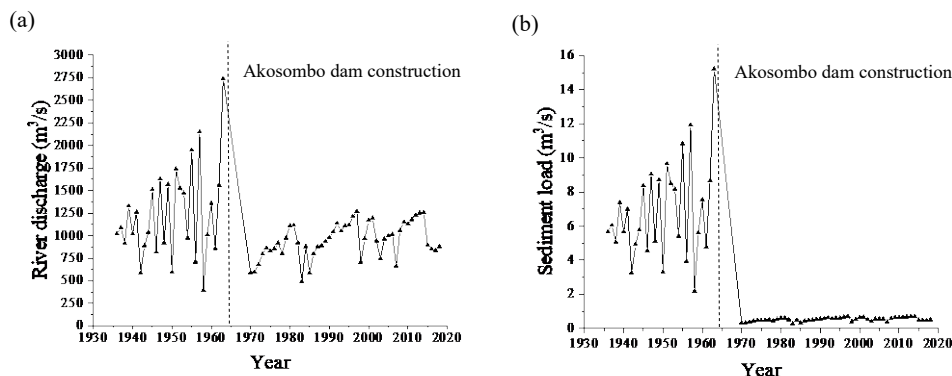 (a)
River discharge (m³/s)
3000
2750
2500
2250
2000
1750
1500
1250
1000
750
500
250
0
Akosombo dam construction
1930 1940 1950 1960 1970 1980 1990 2000 2010 2020
Year
(b)
Sediment load (m³/s)
16
14
12
10
8
6
4
2
0
Akosombo dam construction
1930 1940 1950 1960 1970 1980 1990 2000 2010 2020
Year